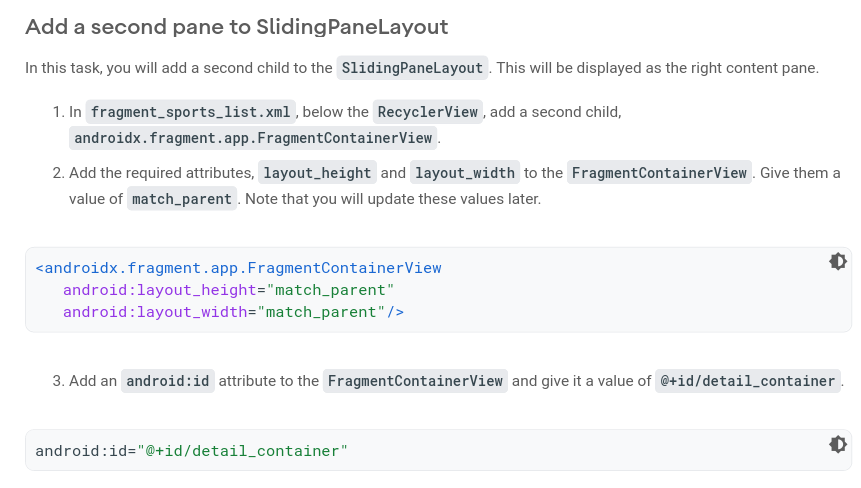 Add a second pane to SlidingPaneLayout
In this task, you will add a second child to the SlidingPaneLayout. This will be displayed as the right content pane.
1. In fragment_sports_list.xml, below the RecyclerView, add a second child,
androidx.fragment.app.FragmentContainerView.
2. Add the required attributes, layout_height and layout_width to the FragmentContainerView. Give them a
value of match_parent. Note that you will update these values later.
<androidx.fragment.app.FragmentContainerView
   android:layout_height="match_parent"
   android:layout_width="match_parent"/>
3. Add an android:id attribute to the FragmentContainerView and give it a value of @+id/detail_container.
android:id="@+id/detail_container"